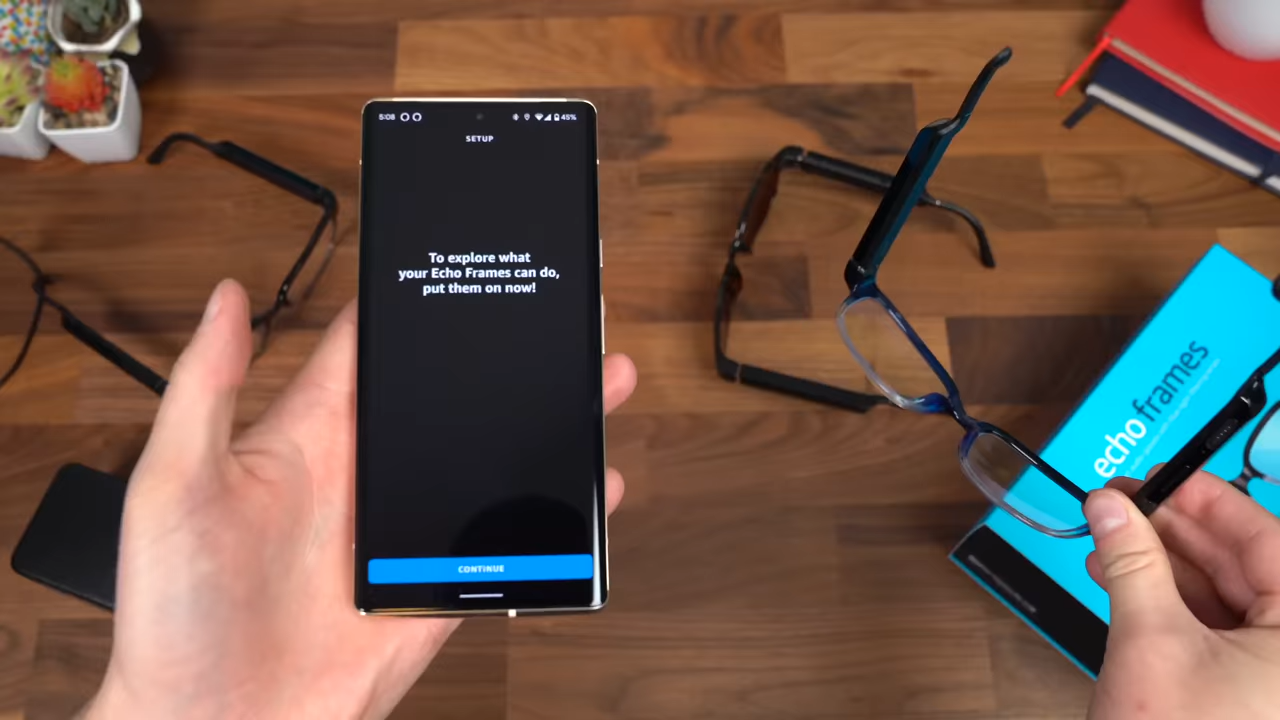 5:08
45%
SETUP
To explore what
your Echo Frames can do,
put them on now!
CONTINUE
echo frames